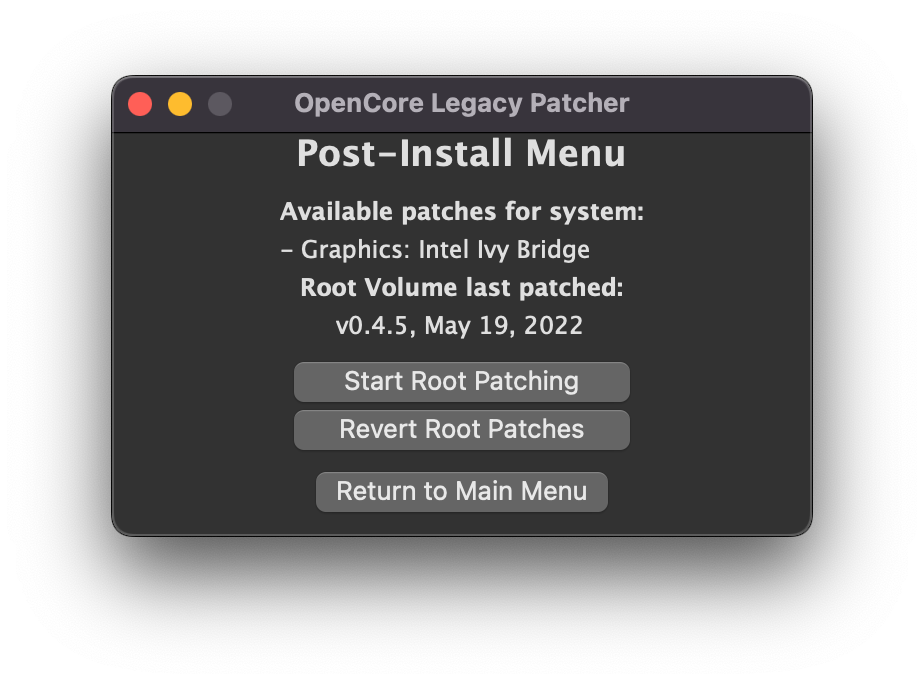 OpenCore Legacy Patcher
Post-Install Menu
Available patches for system:
- Graphics: Intel Ivy Bridge
Root Volume last patched:
v0.4.5, May 19, 2022
Start Root Patching
Revert Root Patches
Return to Main Menu